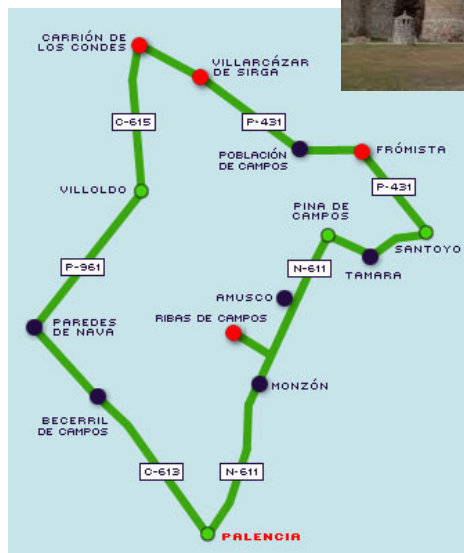 CARRIÓN DE
LOS CONDES
VILLARCÁZAR
DE SIRGA
C-615
P-431
POBLACIÓN
DE CAMPOS
FRÓMISTA
VILLOLDO
P-431
PINA DE
CAMPOS
SANTOYO
TAMARA
P-961
N-611
AMUSCO
RIBAS DE CAMPOS
PAREDES
DE NAVA
MONZÓN
BECERRIL
DE CAMPOS
C-613
N-611
PALENCIA